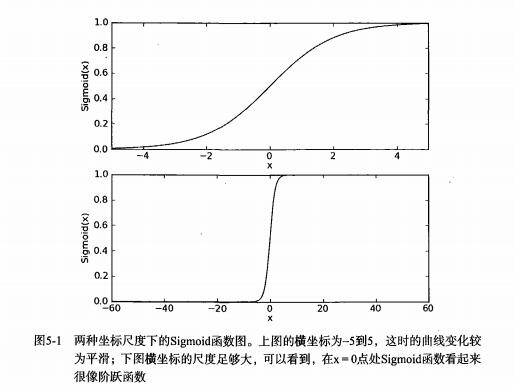 1.0
0.8
0.6
0.4
0.2
0.0
Sigmoid(x)
−4 −2 0 2 4
x
1.0
0.8
0.6
0.4
0.2
0.0
Sigmoid(x)
−60 −40 −20 0 20 40 60
x
图5-1 两种坐标尺度下的Sigmoid函数图。上图的横坐标为−5到5，这时的曲线变化较
为平滑；下图横坐标的尺度足够大，可以看到，在x = 0点处Sigmoid函数看起来
很像阶跃函数